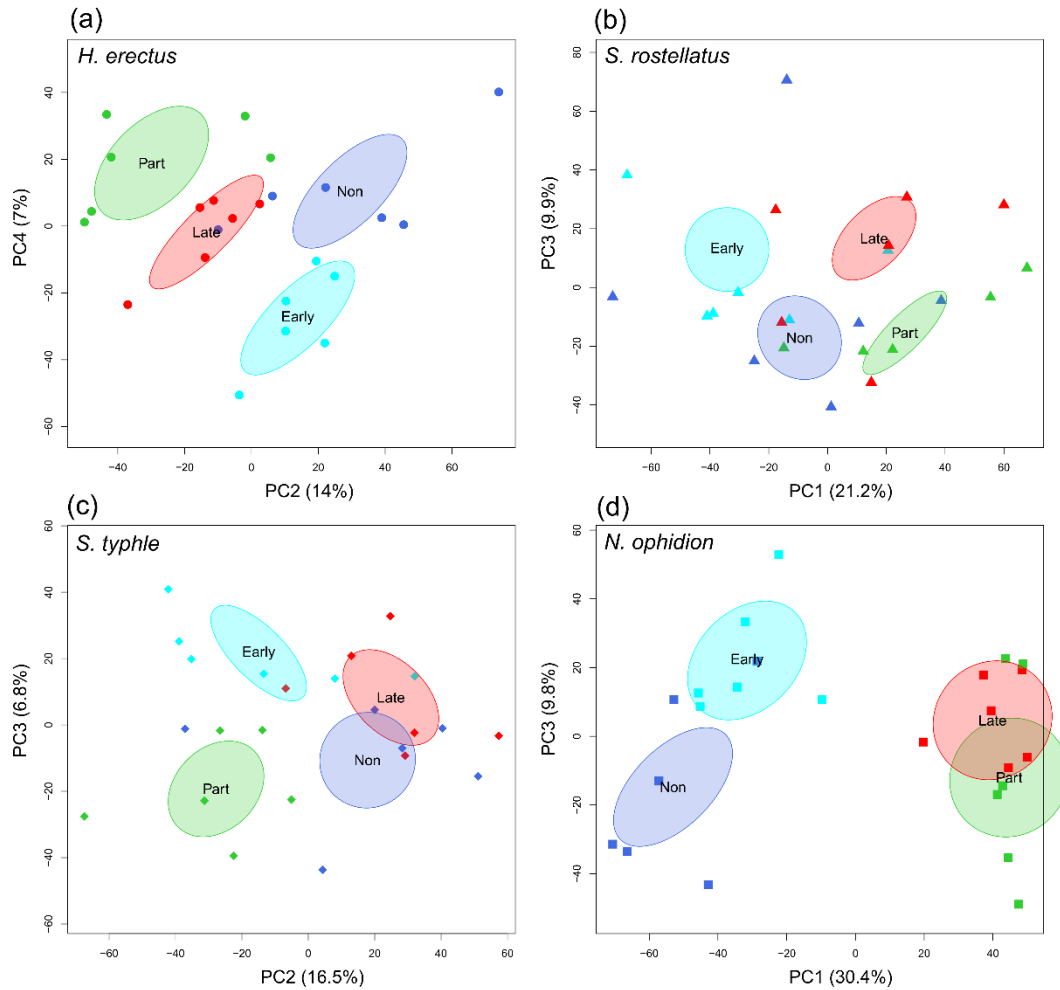 (a)
H. erectus
PC4 (7%)
40
20
0
−20
−40
−60
Part
Late
Non
Early
−40 −20 0 20 40 60
PC2 (14%)
(b)
S. rostellatus
PC3 (9.9%)
80
60
40
20
0
−20
−40
Early
Late
Non
Part
−60 −40 −20 0 20 40 60
PC1 (21.2%)
(c)
S. typhle
PC3 (6.8%)
60
40
20
0
−20
−40
−60
Early
Late
Non
Part
−60 −40 −20 0 20 40 60
PC2 (16.5%)
(d)
N. ophidion
PC3 (9.8%)
60
40
20
0
−20
−40
Early
Late
Part
Non
−60 −40 −20 0 20 40
PC1 (30.4%)